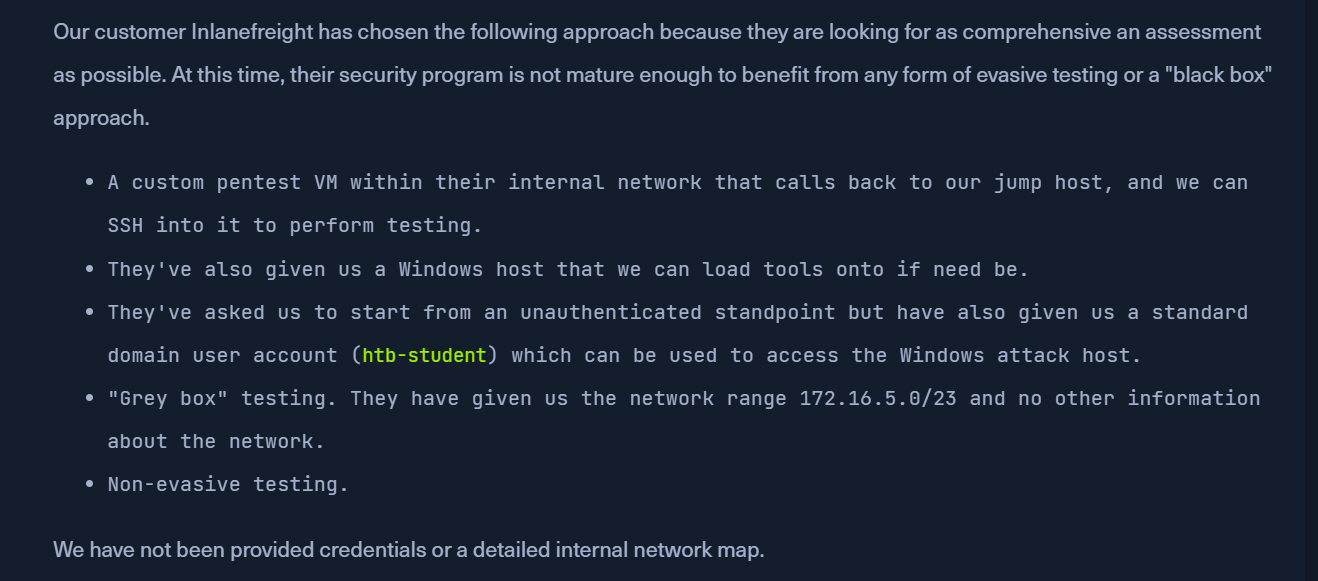 Our customer Inlanefreight has chosen the following approach because they are looking for as comprehensive an assessment
as possible. At this time, their security program is not mature enough to benefit from any form of evasive testing or a "black box"
approach.
• A custom pentest VM within their internal network that calls back to our jump host, and we can
SSH into it to perform testing.
• They've also given us a Windows host that we can load tools onto if need be.
• They've asked us to start from an unauthenticated standpoint but have also given us a standard
domain user account (htb-student) which can be used to access the Windows attack host.
• "Grey box" testing. They have given us the network range 172.16.5.0/23 and no other information
about the network.
• Non-evasive testing.
We have not been provided credentials or a detailed internal network map.